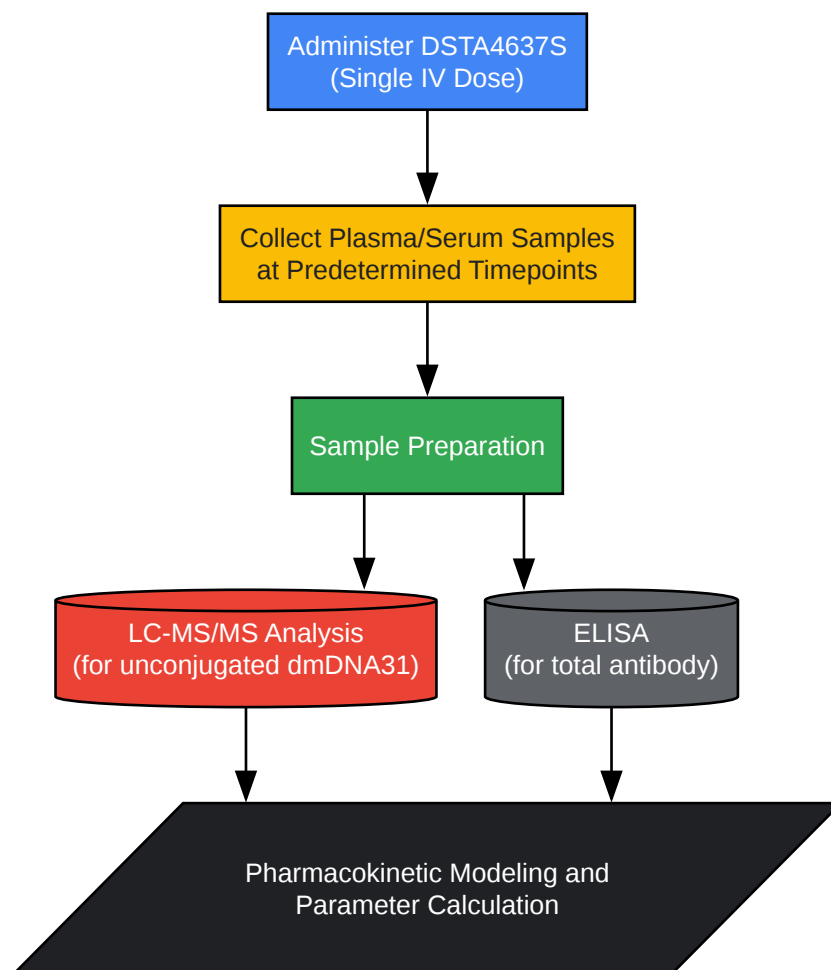 Administer DSTA4637S
(Single IV Dose)
Collect Plasma/Serum Samples
at Predetermined Timepoints
Sample Preparation
LC-MS/MS Analysis
(for unconjugated dmDNA31)
ELISA
(for total antibody)
Pharmacokinetic Modeling and
Parameter Calculation